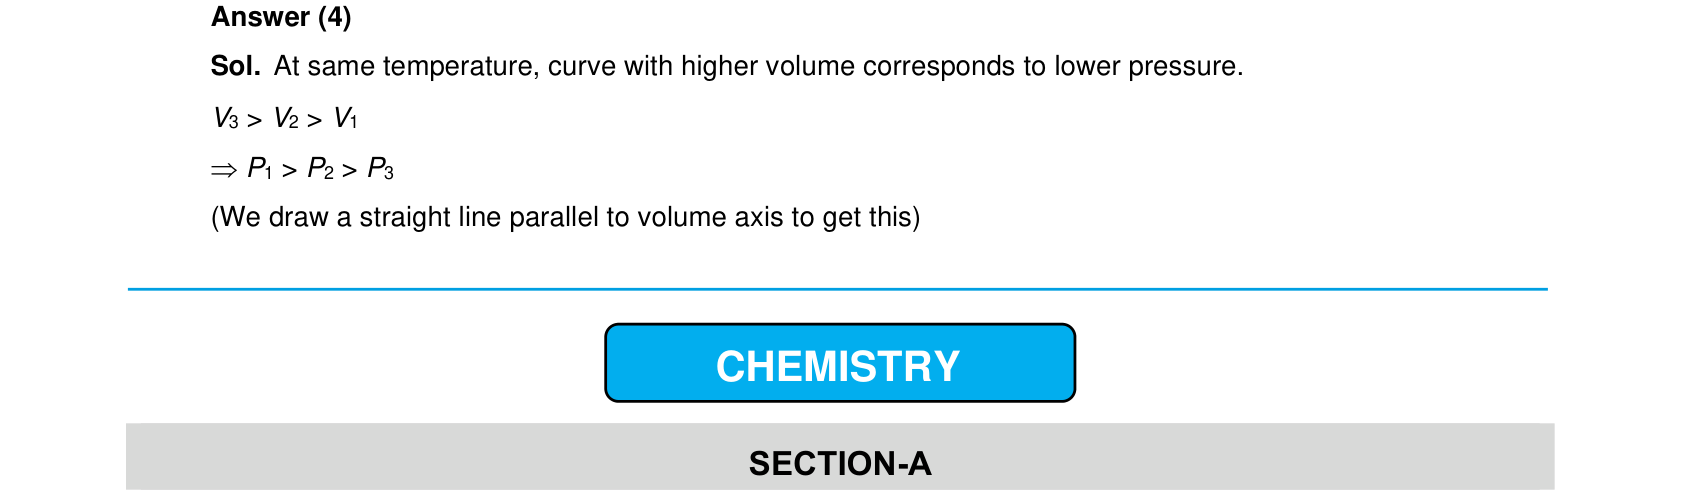 Answer (4)
Sol. At same temperature, curve with higher volume corresponds to lower pressure.
V₃ > V₂ > V₁
⇒ P₁ > P₂ > P₃
(We draw a straight line parallel to volume axis to get this)
CHEMISTRY
SECTION-A